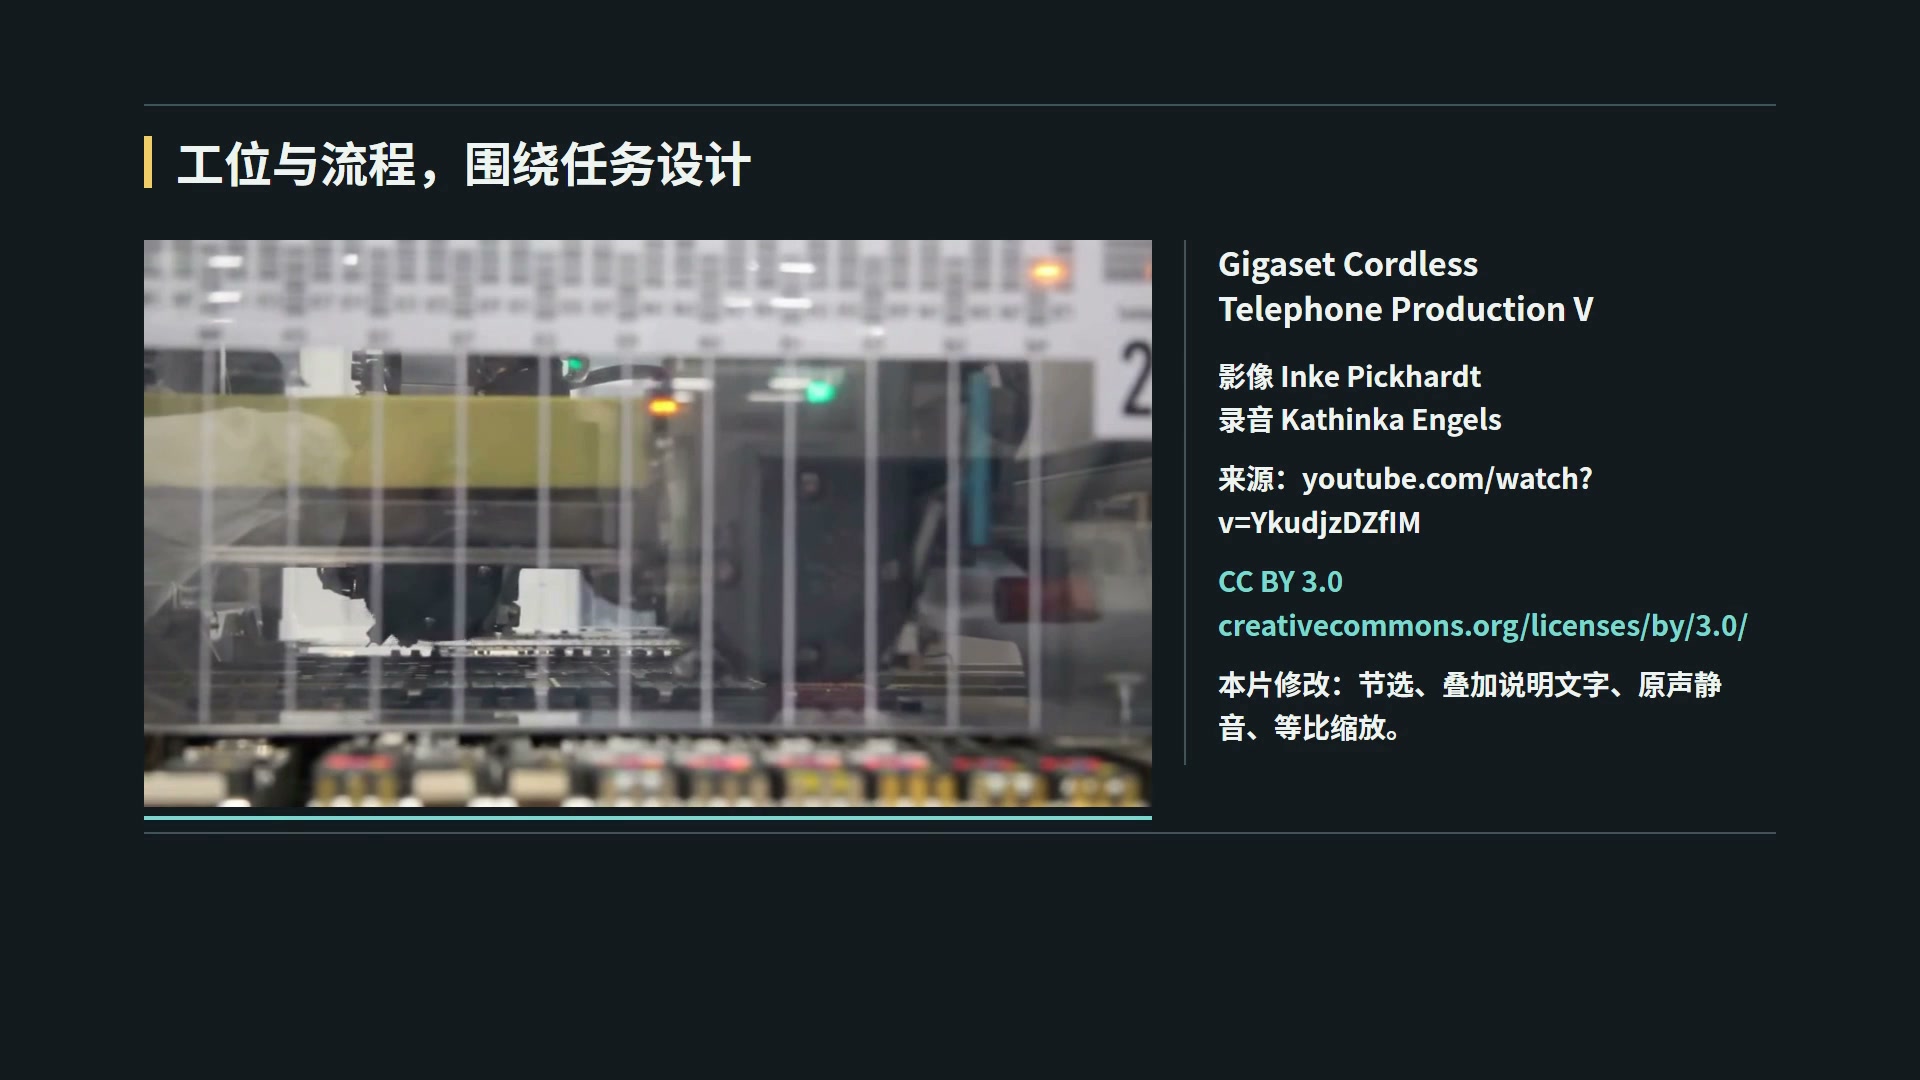 工位与流程，围绕任务设计
2
Gigaset Cordless
Telephone Production V
影像 Inke Pickhardt
录音 Kathinka Engels
来源：youtube.com/watch?
v=YkudjzDZfIM
CC BY 3.0
creativecommons.org/licenses/by/3.0/
本片修改：节选、叠加说明文字、原声静
音、等比缩放。